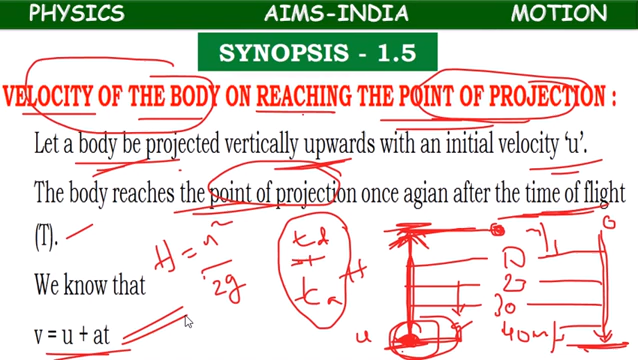 PHYSICS AIMS-INDIA MOTION
SYNOPSIS - 1.5
VELOCITY OF THE BODY ON REACHING THE POINT OF PROJECTION :
Let a body be projected vertically upwards with an initial velocity 'u'.
The body reaches the point of projection once agian after the time of flight
(T).
H = u²
2g
td
ta
H
We know that
v = u + at
u
0
10
20
30
40m/s